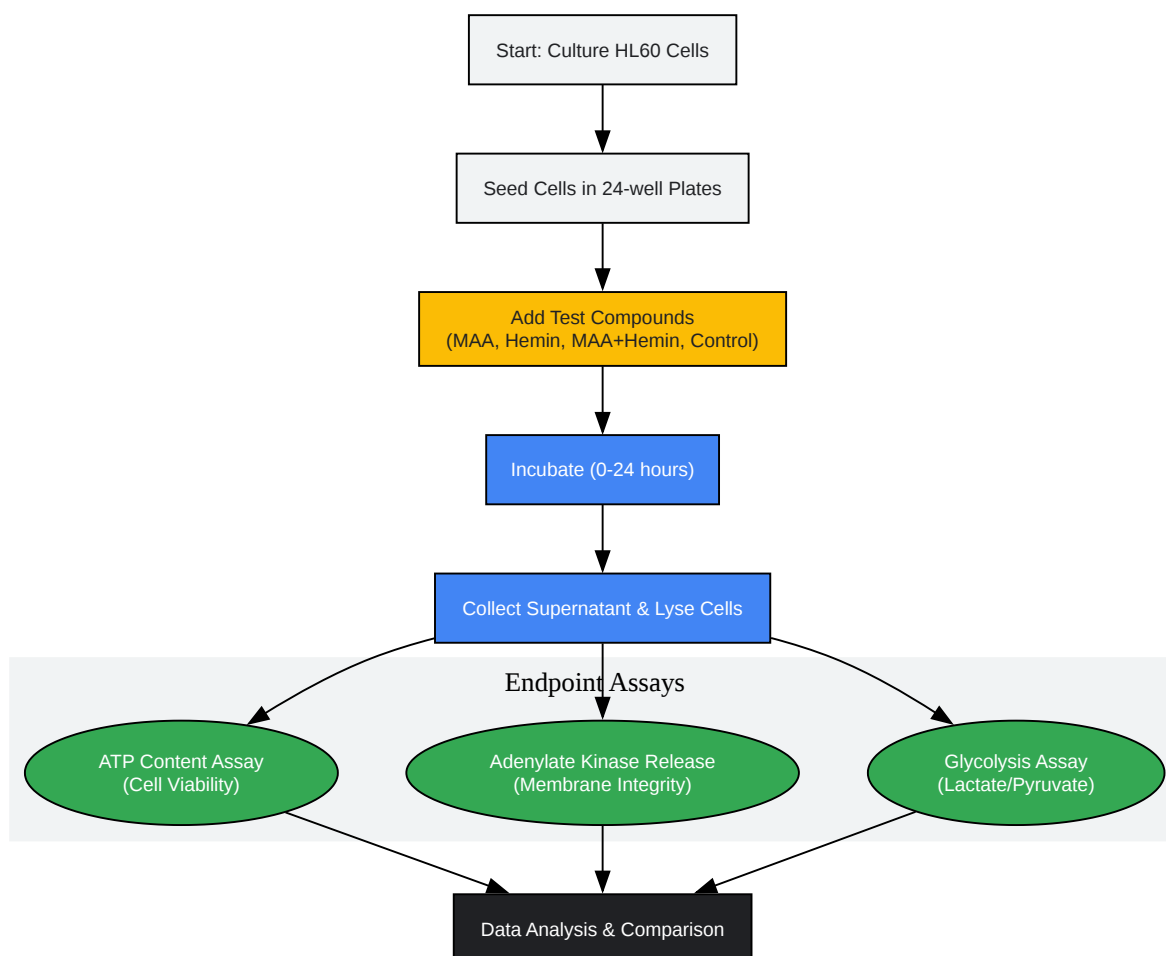 Start: Culture HL60 Cells
Seed Cells in 24-well Plates
Add Test Compounds
(MAA, Hemin, MAA+Hemin, Control)
Incubate (0-24 hours)
Collect Supernatant & Lyse Cells
Endpoint Assays
ATP Content Assay
(Cell Viability)
Adenylate Kinase Release
(Membrane Integrity)
Glycolysis Assay
(Lactate/Pyruvate)
Data Analysis & Comparison